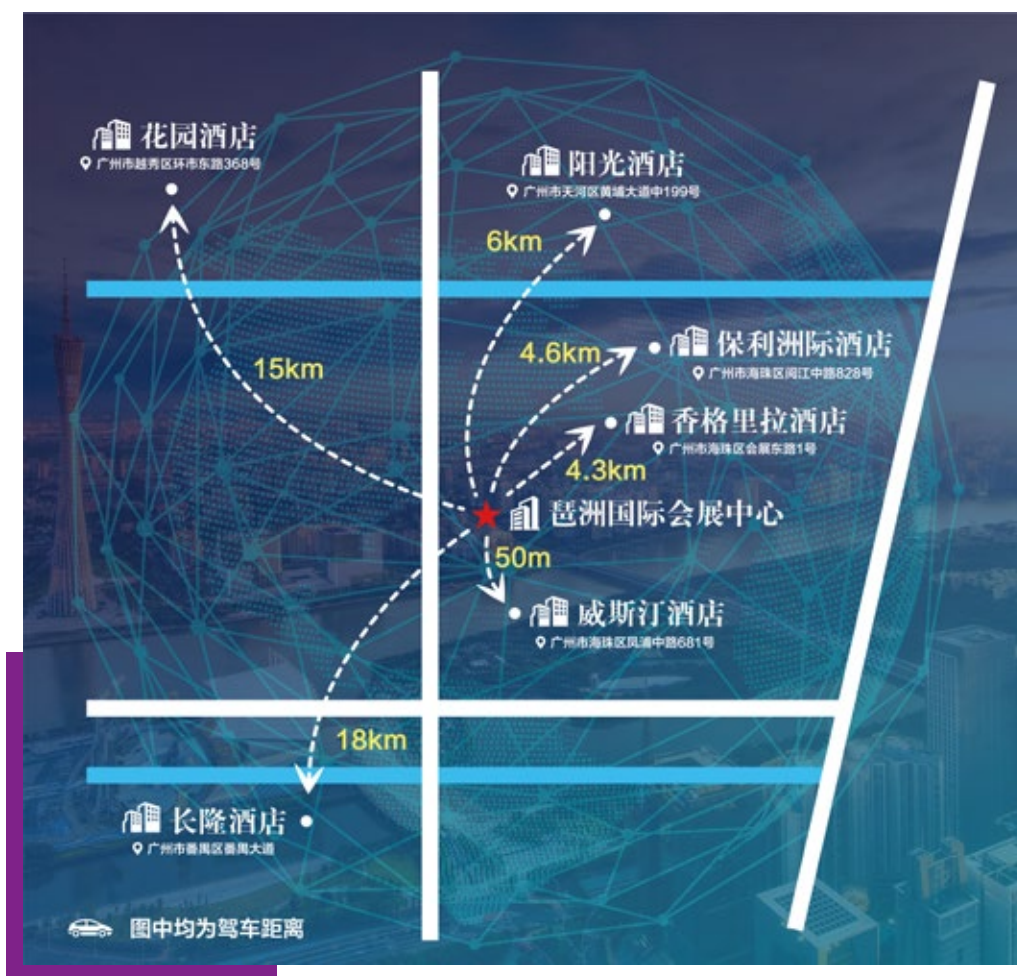 花园酒店
广州市越秀区环市东路368号
阳光酒店
广州市天河区黄埔大道中199号
6km
15km
4.6km
保利洲际酒店
广州市海珠区阅江中路828号
香格里拉酒店
广州市海珠区会展东路1号
4.3km
琶洲国际会展中心
50m
威斯汀酒店
广州市海珠区凤浦中路681号
18km
长隆酒店
广州市番禺区番禺大道
图中均为驾车距离